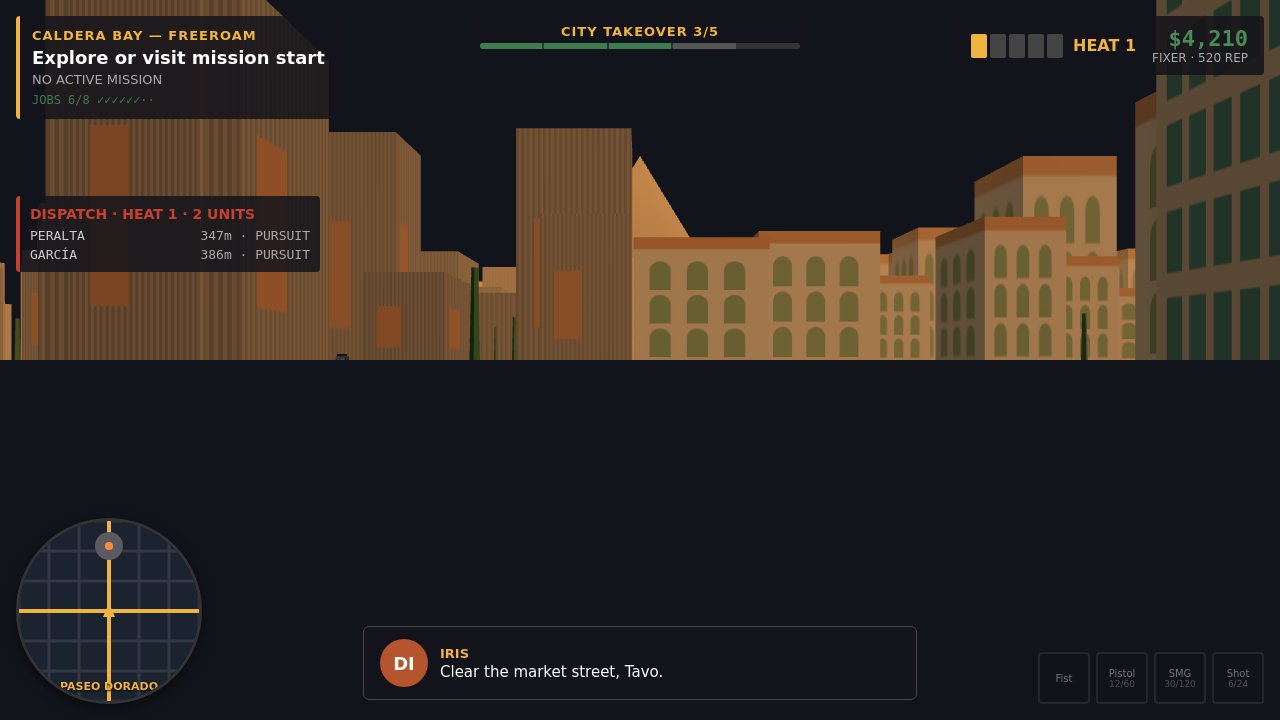 CALDERA BAY — FREEROAM
Explore or visit mission start
NO ACTIVE MISSION
JOBS 6/8 ✓✓✓✓✓✓··
CITY TAKEOVER 3/5
HEAT 1
$4,210
FIXER · 520 REP
DISPATCH · HEAT 1 · 2 UNITS
PERALTA 347m · PURSUIT
GARCÍA 386m · PURSUIT
PASEO DORADO
DI
IRIS
Clear the market street, Tavo.
Fist
Pistol
12/60
SMG
30/120
Shot
6/24